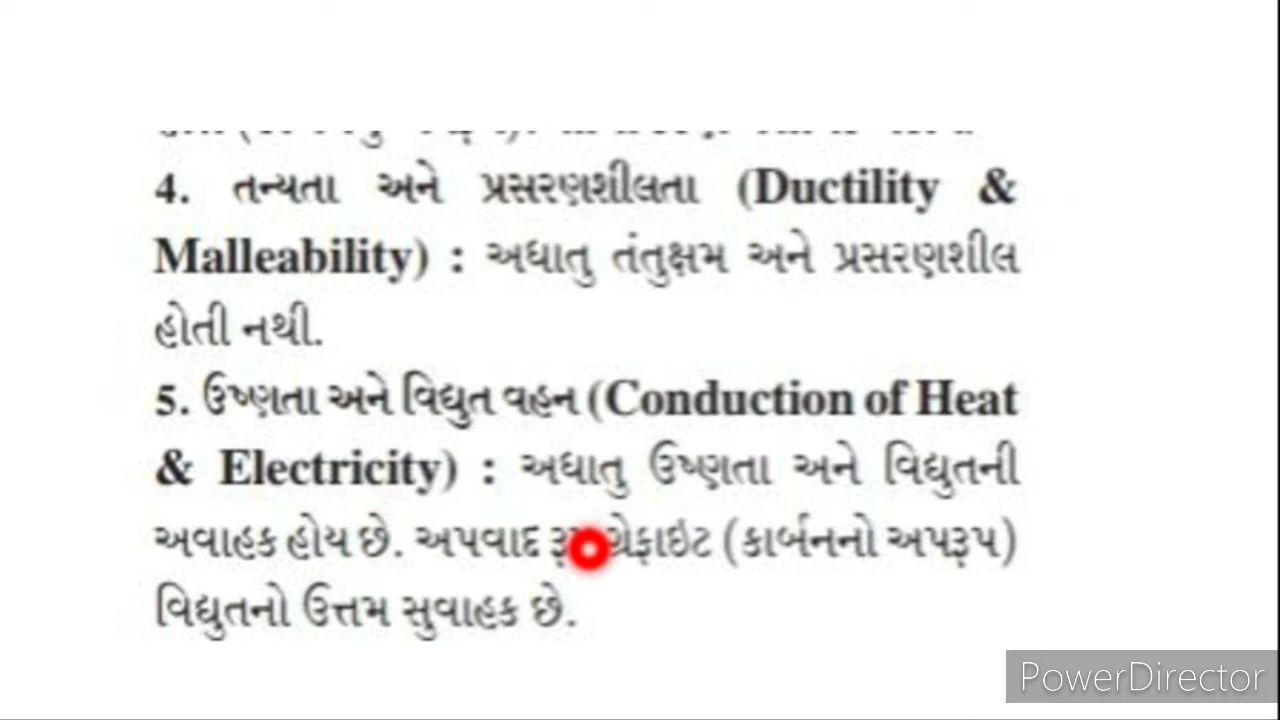 4. તન્યતા અને પ્રસરણશીલતા (Ductility &
Malleability) : અધાતુ તંતુક્ષમ અને પ્રસરણશીલ
હોતી નથી.
5. ઉષ્ણતા અને વિદ્યુત વહન (Conduction of Heat
& Electricity) : અધાતુ ઉષ્ણતા અને વિદ્યુતની
અવાહક હોય છે. અપવાદ ગ્રેફાઇટ (કાર્બનનો અપરૂપ)
વિદ્યુતનો ઉત્તમ સુવાહક છે.
PowerDirector